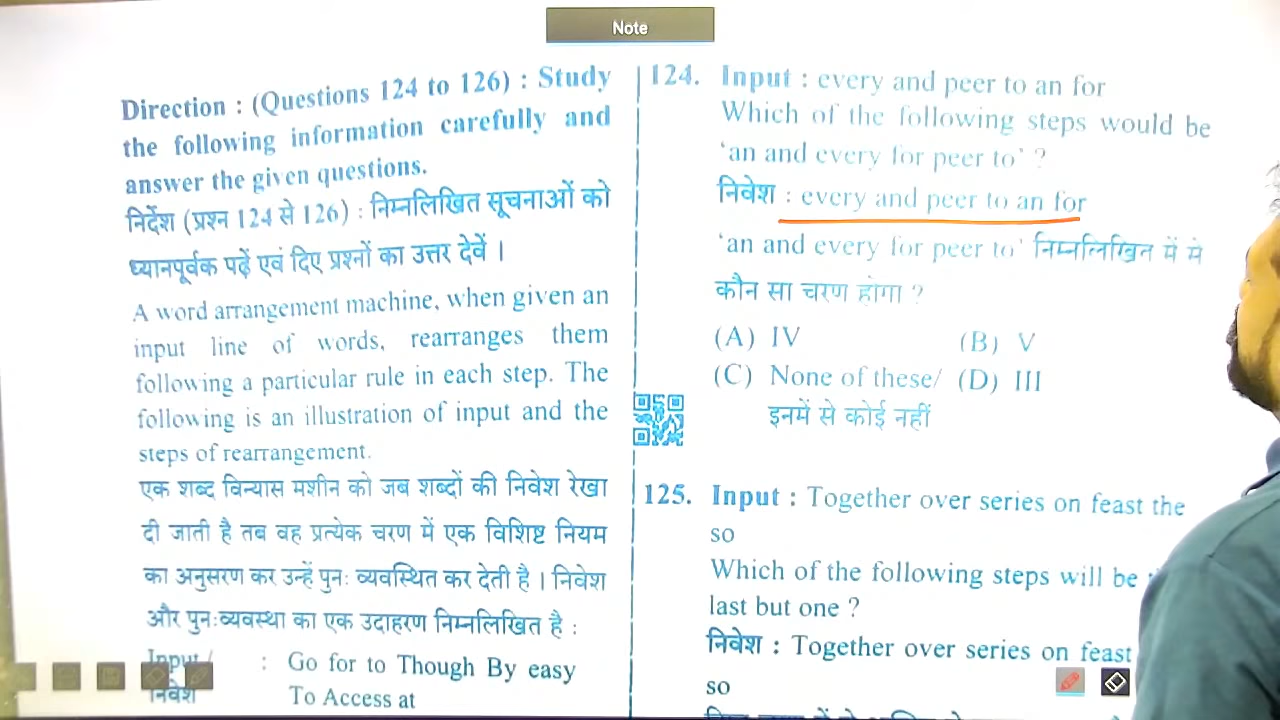 Note
Direction : (Questions 124 to 126) : Study
the following information carefully and
answer the given questions.
निर्देश (प्रश्न 124 से 126) : निम्नलिखित सूचनाओं को
ध्यानपूर्वक पढ़ें एवं दिए प्रश्नों का उत्तर देवें ।
A word arrangement machine, when given an
input line of words, rearranges them
following a particular rule in each step. The
following is an illustration of input and the
steps of rearrangement.
एक शब्द विन्यास मशीन को जब शब्दों की निवेश रेखा
दी जाती है तब वह प्रत्येक चरण में एक विशिष्ट नियम
का अनुसरण कर उन्हें पुनः व्यवस्थित कर देती है । निवेश
और पुनःव्यवस्था का एक उदाहरण निम्नलिखित है :
Input / : Go for to Though By easy
निवेश To Access at
124. Input : every and peer to an for
Which of the following steps would be
‘an and every for peer to’ ?
निवेश : every and peer to an for
‘an and every for peer to’ निम्नलिखित में से
कौन सा चरण होगा ?
(A) IV (B) V
(C) None of these/ (D) III
इनमें से कोई नहीं
125. Input : Together over series on feast the
so
Which of the following steps will be
last but one ?
निवेश : Together over series on feast
so